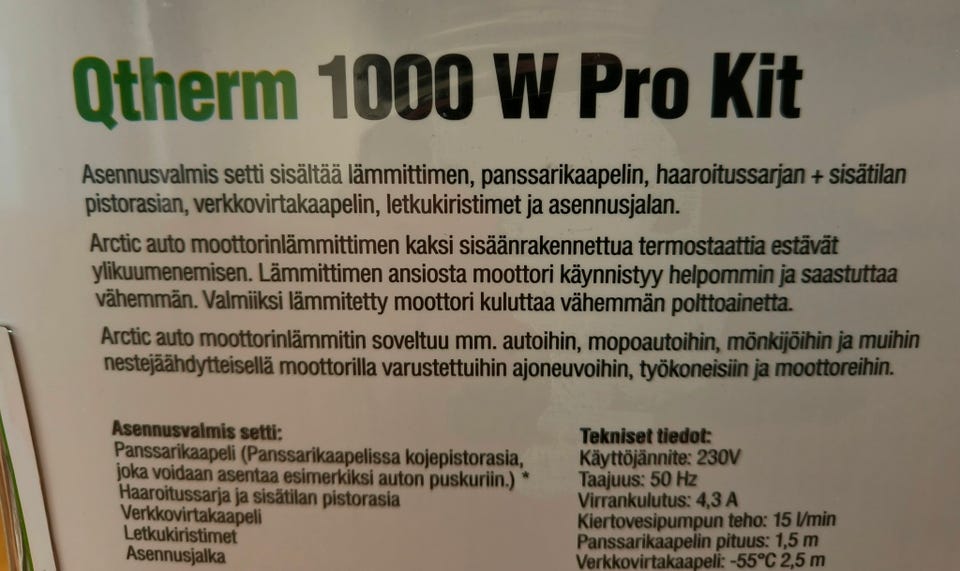 Qtherm 1000 W Pro Kit
Asennusvalmis setti sisältää lämmittimen, panssarikaapelin, haaroitussarjan + sisätilan
pistorasian, verkkovirtakaapelin, letkukiristimet ja asennusjalan.
Arctic auto moottorinlämmittimen kaksi sisäänrakennettua termostaattia estävät
ylikuumenemisen. Lämmittimen ansiosta moottori käynnistyy helpommin ja saastuttaa
vähemmän. Valmiiksi lämmitetty moottori kuluttaa vähemmän polttoainetta.
Arctic auto moottorinlämmitin soveltuu mm. autoihin, mopoautoihin, mönkijöihin ja muihin
nestejäähdytteisellä moottorilla varustettuihin ajoneuvoihin, työkoneisiin ja moottoreihin.
Asennusvalmis setti:
Panssarikaapeli (Panssarikaapelissa kojepistorasia,
joka voidaan asentaa esimerkiksi auton puskuriin.) *
Haaroitussarja ja sisätilan pistorasia
Verkkovirtakaapeli
Letkukiristimet
Asennusjalka
Tekniset tiedot:
Käyttöjännite: 230V
Taajuus: 50 Hz
Virrankulutus: 4,3 A
Kiertovesipumpun teho: 15 l/min
Panssarikaapelin pituus: 1,5 m
Verkkovirtakaapeli: -55°C 2,5 m